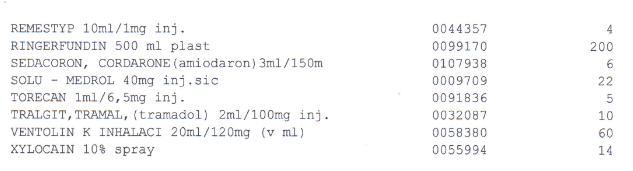 REMESTYP 10ml/1mg inj. 0044357 4
RINGERFUNDIN 500 ml plast 0099170 200
SEDACORON, CORDARONE(amiodaron)3ml/150m 0107938 6
SOLU - MEDROL 40mg inj.sic 0009709 22
TORECAN 1ml/6,5mg inj. 0091836 5
TRALGIT,TRAMAL,(tramadol) 2ml/100mg inj. 0032087 10
VENTOLIN K INHALACI 20ml/120mg (v ml) 0058380 60
XYLOCAIN 10% spray 0055994 14